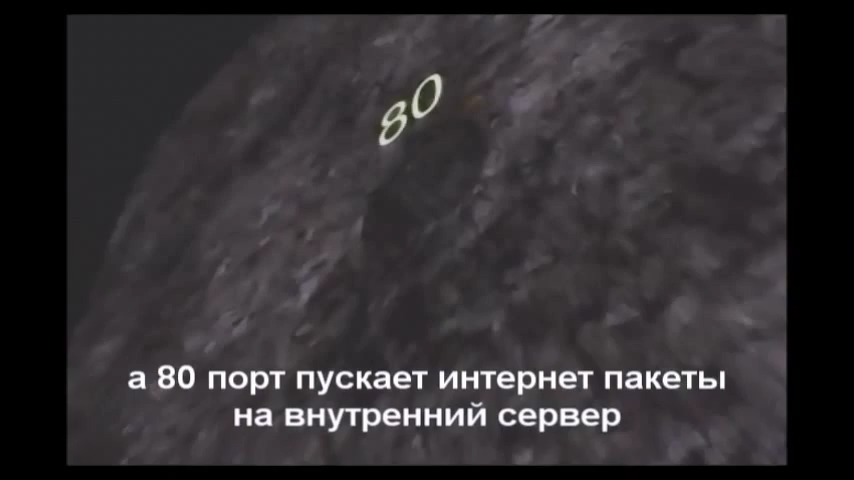 80
а 80 порт пускает интернет пакеты
на внутренний сервер